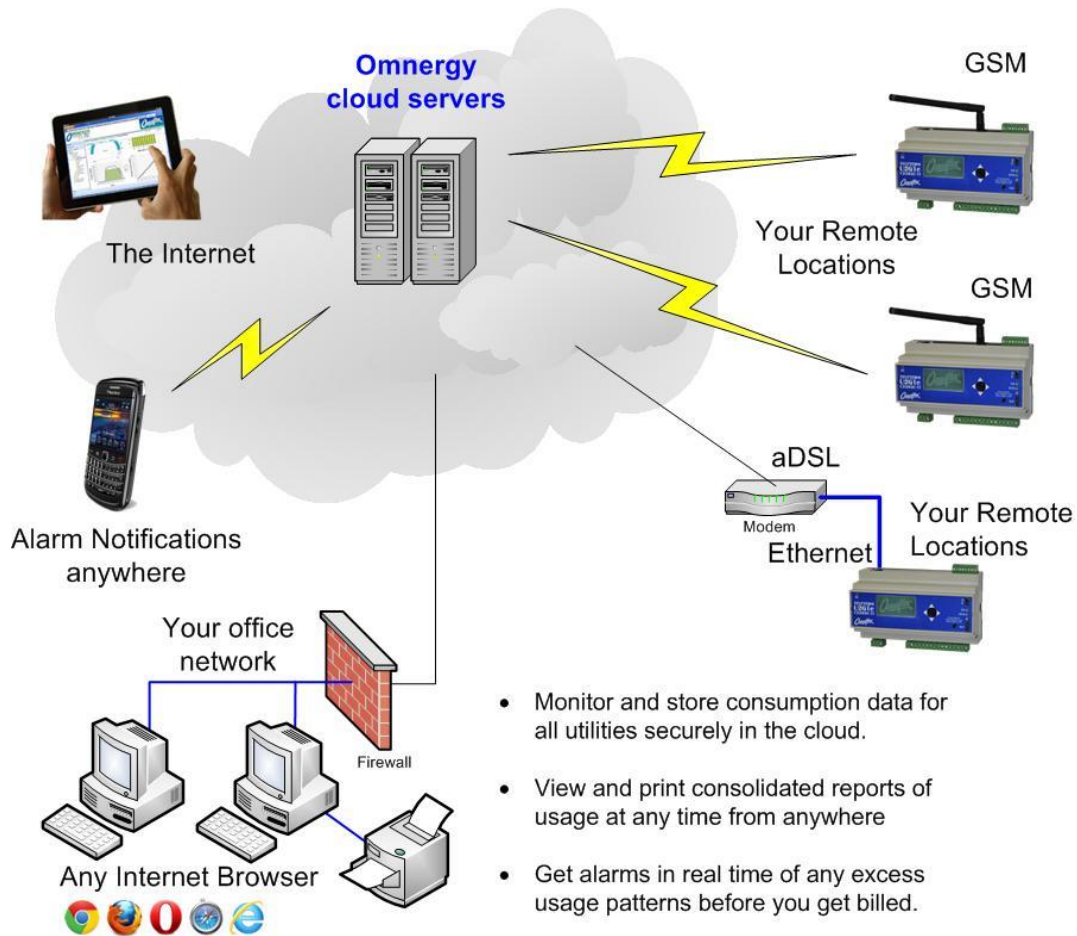 Omnergy
cloud servers
GSM
The Internet
Your Remote
Locations
GSM
Alarm Notifications
anywhere
aDSL
Modem
Ethernet
Your Remote
Locations
Your office
network
Firewall
Any Internet Browser
• Monitor and store consumption data for
all utilities securely in the cloud.
• View and print consolidated reports of
usage at any time from anywhere
• Get alarms in real time of any excess
usage patterns before you get billed.